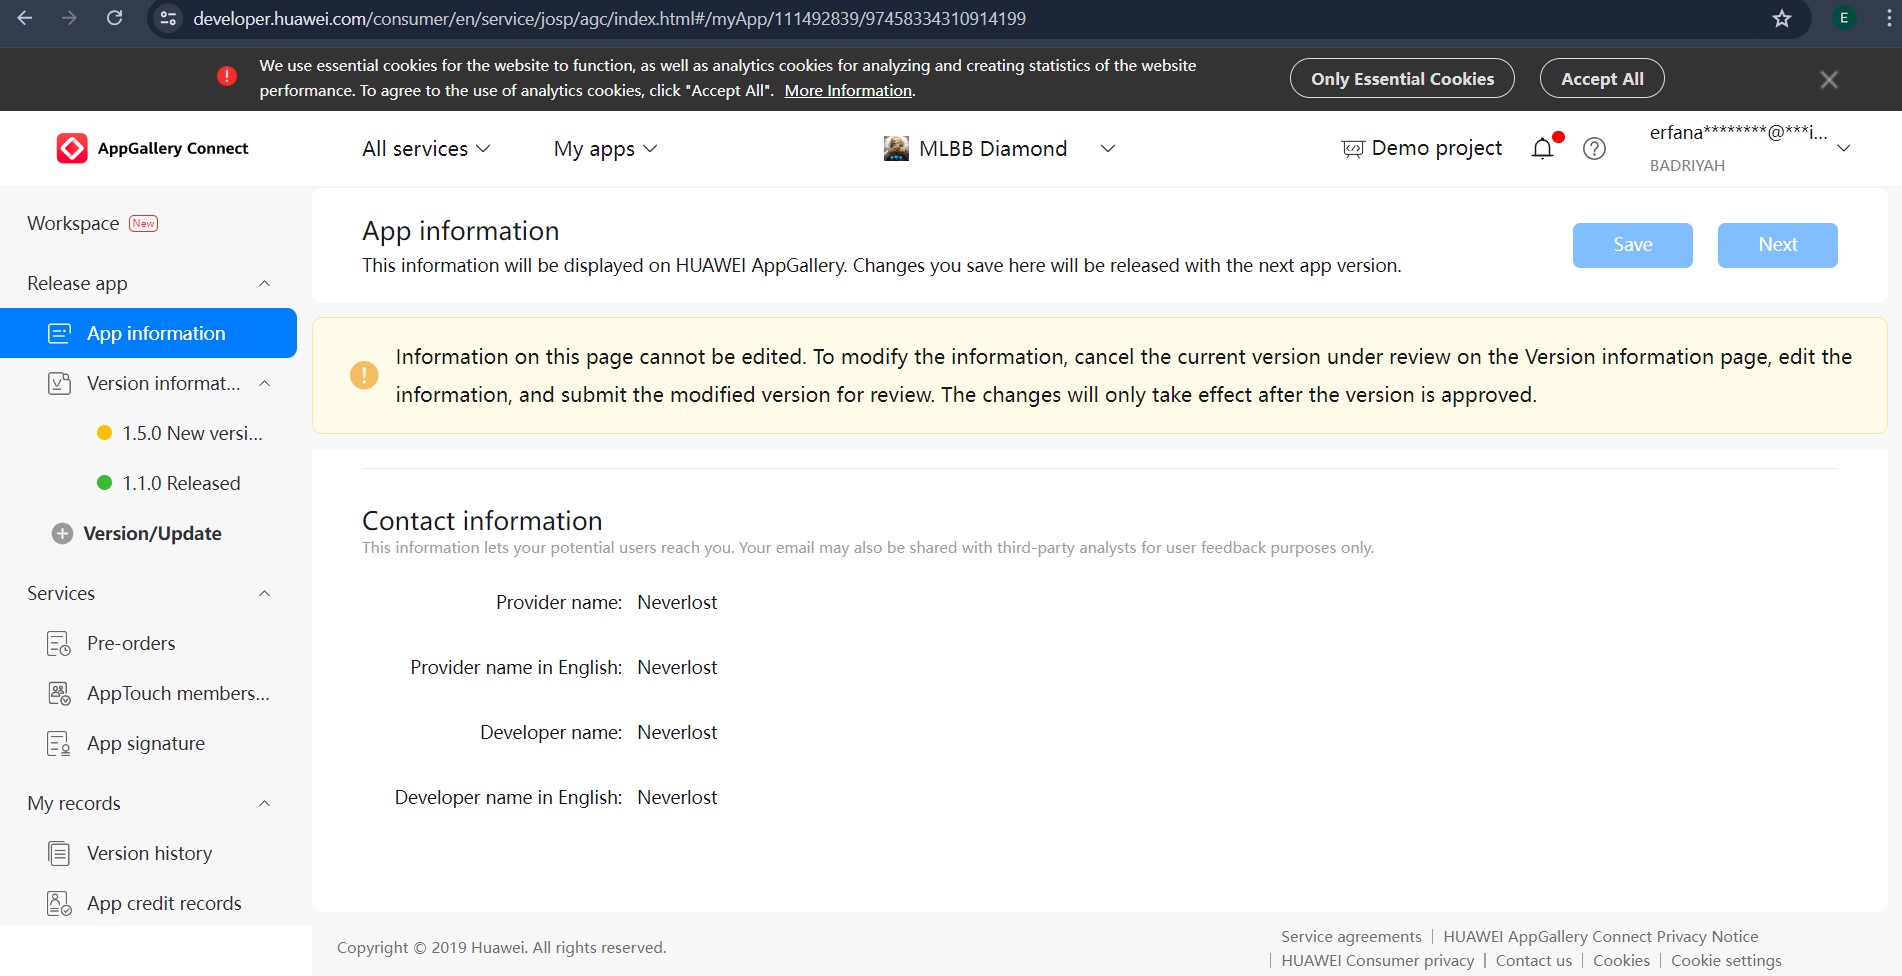 developer.huawei.com/consumer/en/service/josp/agc/index.html#/myApp/111492839/97458334310914199
E
We use essential cookies for the website to function, as well as analytics cookies for analyzing and creating statistics of the website
performance. To agree to the use of analytics cookies, click "Accept All". More Information.
Only Essential Cookies
Accept All
AppGallery Connect
All services
My apps
MLBB Diamond
Demo project
erfana********@***i...
BADRIYAH
Workspace New
Release app
App information
Version informat...
1.5.0 New versi...
1.1.0 Released
Version/Update
Services
Pre-orders
AppTouch members...
App signature
My records
Version history
App credit records
App information
This information will be displayed on HUAWEI AppGallery. Changes you save here will be released with the next app version.
Save
Next
Information on this page cannot be edited. To modify the information, cancel the current version under review on the Version information page, edit the
information, and submit the modified version for review. The changes will only take effect after the version is approved.
Contact information
This information lets your potential users reach you. Your email may also be shared with third-party analysts for user feedback purposes only.
Provider name: Neverlost
Provider name in English: Neverlost
Developer name: Neverlost
Developer name in English: Neverlost
Copyright © 2019 Huawei. All rights reserved.
Service agreements | HUAWEI AppGallery Connect Privacy Notice
| HUAWEI Consumer privacy | Contact us | Cookies | Cookie settings